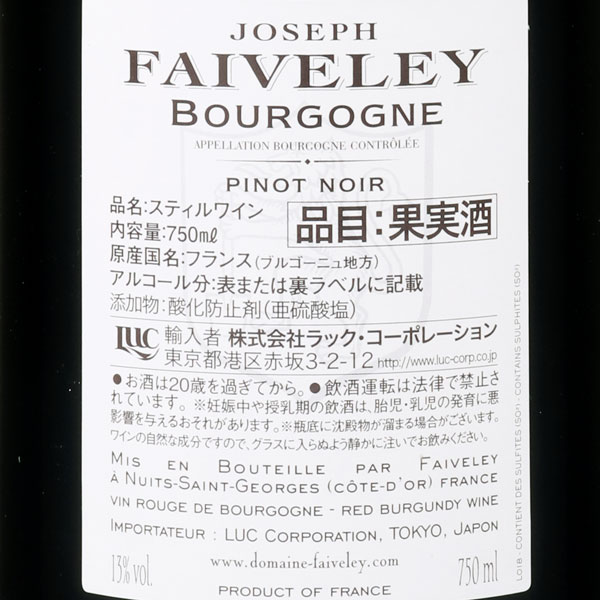 JOSEPH
FAIVELEY
BOURGOGNE
APPELLATION BOURGOGNE CONTRÔLÉE
PINOT NOIR
品名:スティルワイン
内容量:750mℓ
品目:果実酒
原産国名:フランス(ブルゴーニュ地方)
アルコール分:表または裏ラベルに記載
添加物:酸化防止剤(亜硫酸塩)
LUC 輸入者 株式会社ラック・コーポレーション
東京都港区赤坂3-2-12 http://www.luc-corp.co.jp
●お酒は20歳を過ぎてから。●飲酒運転は法律で禁止さ
れています。※妊娠中や授乳期の飲酒は、胎児・乳児の発育に悪
影響を与えるおそれがあります。※瓶底に沈殿物が溜まる場合がございます。
ワインの自然な成分ですので、グラスに入らぬよう静かに注いでお飲みください。
MIS EN BOUTEILLE PAR FAIVELEY
À NUITS-SAINT-GEORGES (CÔTE-D'OR) FRANCE
VIN ROUGE DE BOURGOGNE - RED BURGUNDY WINE
IMPORTATEUR : LUC CORPORATION, TOKYO, JAPON
www.domaine-faiveley.com
13% vol.
750 ml
PRODUCT OF FRANCE
L018 - CONTIENT DES SULFITES (SO²) - CONTAINS SULPHITES (SO²)